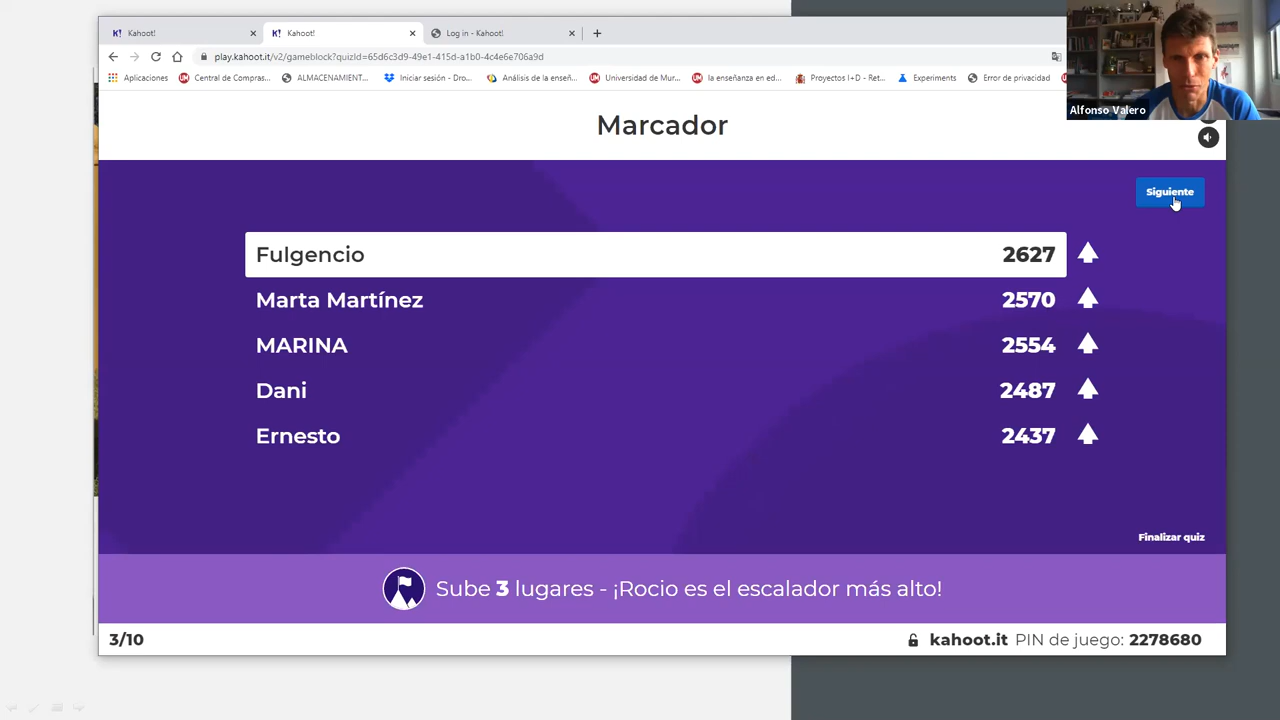 Kahoot!
Kahoot!
Log in - Kahoot!
play.kahoot.it/v2/gameblock?quizId=65d6c3d9-49e1-415d-a1b0-4c4e6e706a9d
Aplicaciones
Central de Compras...
ALMACENAMIENT...
Iniciar sesión - Dro...
Análisis de la enseñ...
Universidad de Mur...
la enseñanza en ed...
Proyectos I+D - Ret...
Experiments
Error de privacidad
Alfonso Valero
Marcador
Siguiente
Fulgencio 2627
Marta Martínez 2570
MARINA 2554
Dani 2487
Ernesto 2437
Finalizar quiz
Sube 3 lugares - ¡Rocio es el escalador más alto!
3/10
kahoot.it PIN de juego: 2278680